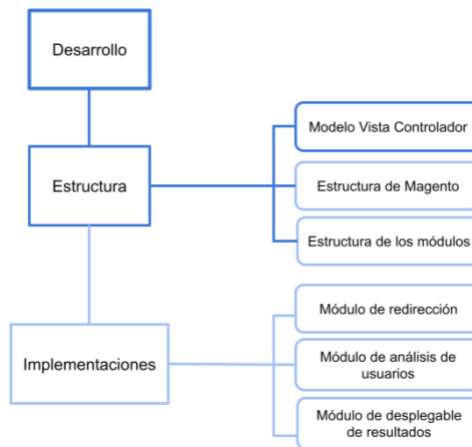 Desarrollo
Modelo Vista Controlador
Estructura
Estructura de Magento
Estructura de los módulos
Módulo de redirección
Implementaciones
Módulo de análisis de
usuarios
Módulo de desplegable
de resultados